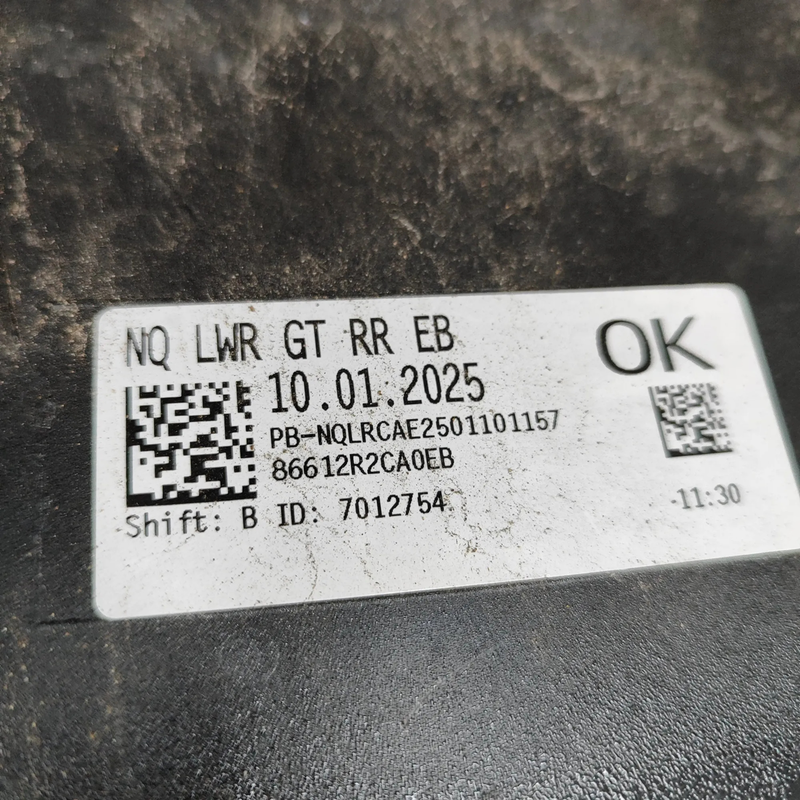 NQ LWR GT RR EB
OK
10.01.2025
PB-NQLRCAE2501101157
86612R2CA0EB
Shift: B ID: 7012754
-11:30